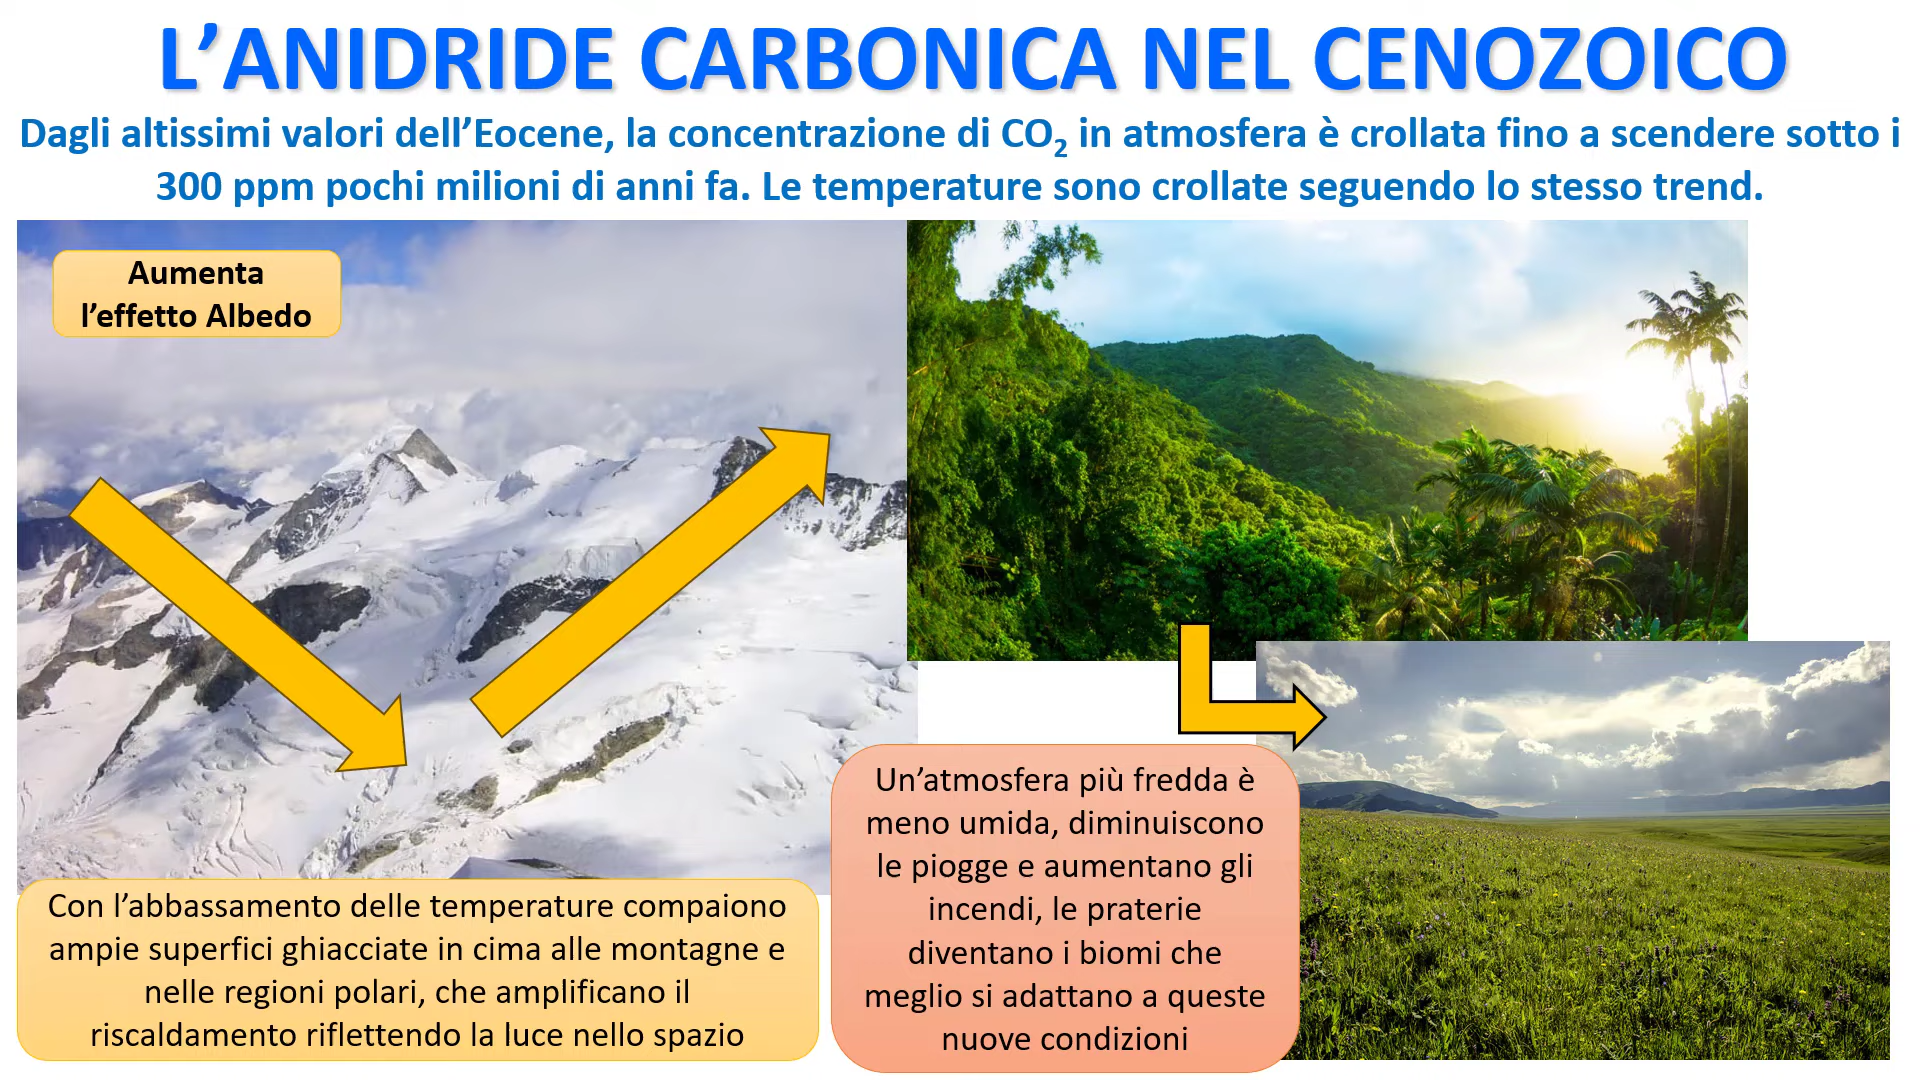 L’ANIDRIDE CARBONICA NEL CENOZOICO
Dagli altissimi valori dell’Eocene, la concentrazione di CO₂ in atmosfera è crollata fino a scendere sotto i
300 ppm pochi milioni di anni fa. Le temperature sono crollate seguendo lo stesso trend.
Aumenta
l’effetto Albedo
Con l’abbassamento delle temperature compaiono
ampie superfici ghiacciate in cima alle montagne e
nelle regioni polari, che amplificano il
riscaldamento riflettendo la luce nello spazio
Un’atmosfera più fredda è
meno umida, diminuiscono
le piogge e aumentano gli
incendi, le praterie
diventano i biomi che
meglio si adattano a queste
nuove condizioni